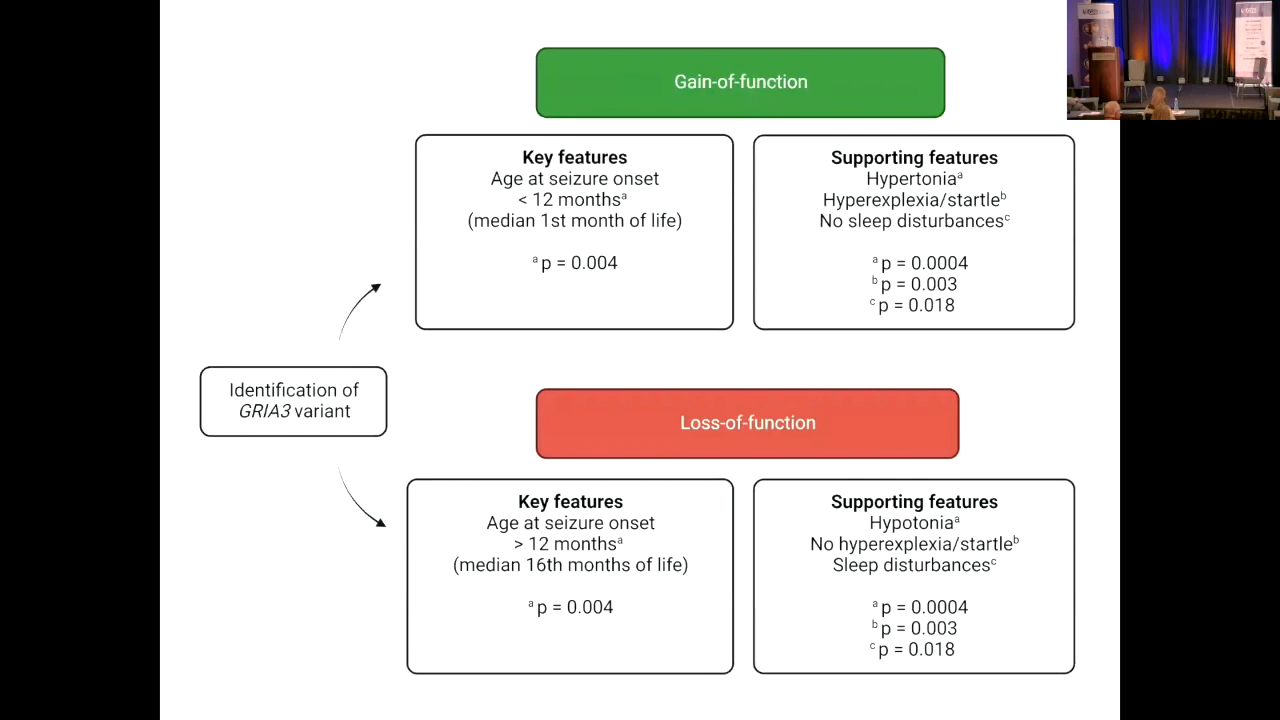 Gain-of-function
Key features
Age at seizure onset
< 12 monthsᵃ
(median 1st month of life)
ᵃ p = 0.004
Supporting features
Hypertoniaᵃ
Hyperexplexia/startleᵇ
No sleep disturbancesᶜ
ᵃ p = 0.0004
ᵇ p = 0.003
ᶜ p = 0.018
Identification of
GRIA3 variant
Loss-of-function
Key features
Age at seizure onset
> 12 monthsᵃ
(median 16th months of life)
ᵃ p = 0.004
Supporting features
Hypotoniaᵃ
No hyperexplexia/startleᵇ
Sleep disturbancesᶜ
ᵃ p = 0.0004
ᵇ p = 0.003
ᶜ p = 0.018